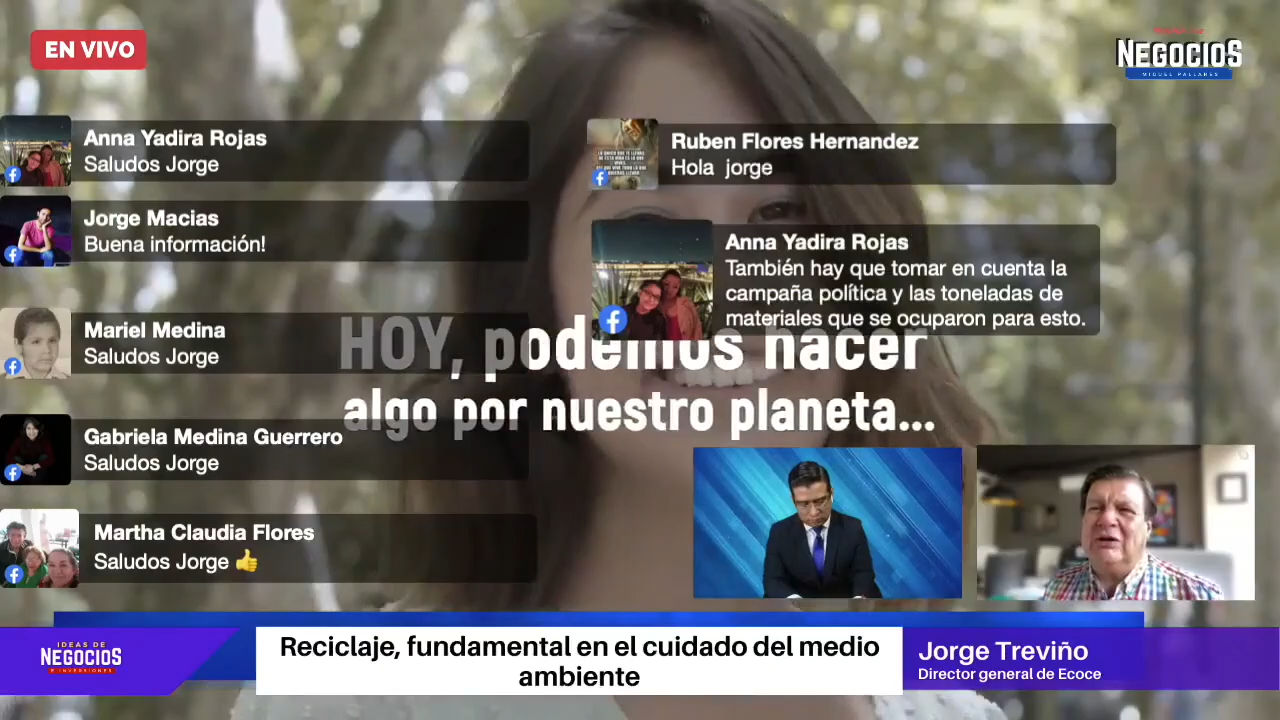 EN VIVO
NEGOCIOS
MIGUEL PALLARES
Anna Yadira Rojas
Saludos Jorge
Jorge Macias
Buena información!
Mariel Medina
Saludos Jorge
Gabriela Medina Guerrero
Saludos Jorge
Martha Claudia Flores
Saludos Jorge 👍
Ruben Flores Hernandez
Hola jorge
Anna Yadira Rojas
También hay que tomar en cuenta la
campaña política y las toneladas de
materiales que se ocuparon para esto.
HOY, podemos hacer
algo por nuestro planeta...
IDEAS DE
NEGOCIOS
E INVERSIONES
Reciclaje, fundamental en el cuidado del medio
ambiente
Jorge Treviño
Director general de Ecoce